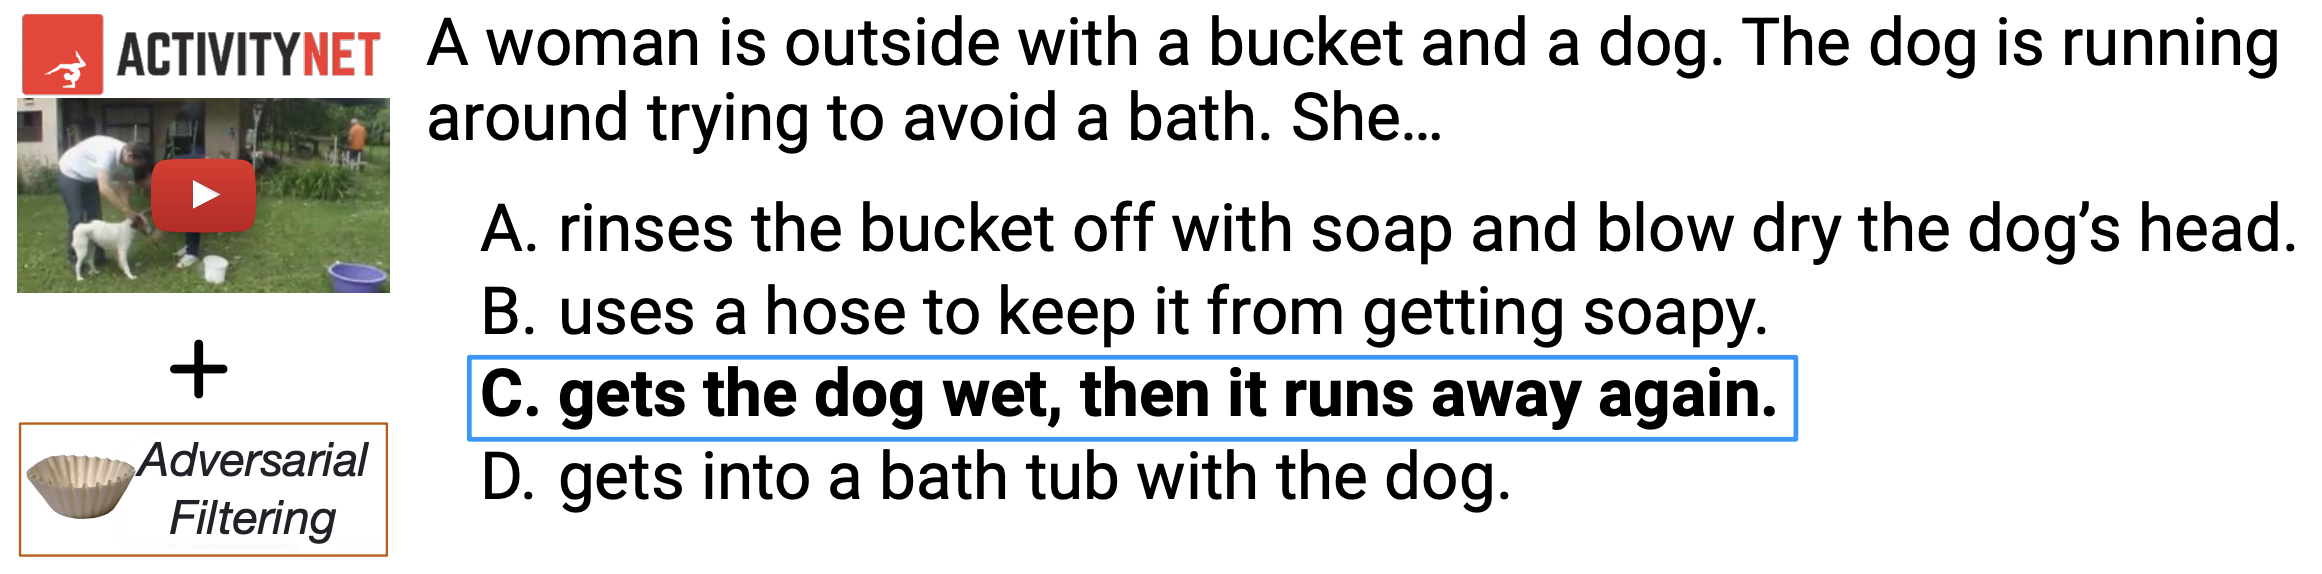 ACTIVITYNET
A woman is outside with a bucket and a dog. The dog is running
around trying to avoid a bath. She...
A. rinses the bucket off with soap and blow dry the dog’s head.
B. uses a hose to keep it from getting soapy.
C. gets the dog wet, then it runs away again.
D. gets into a bath tub with the dog.
+
Adversarial
Filtering